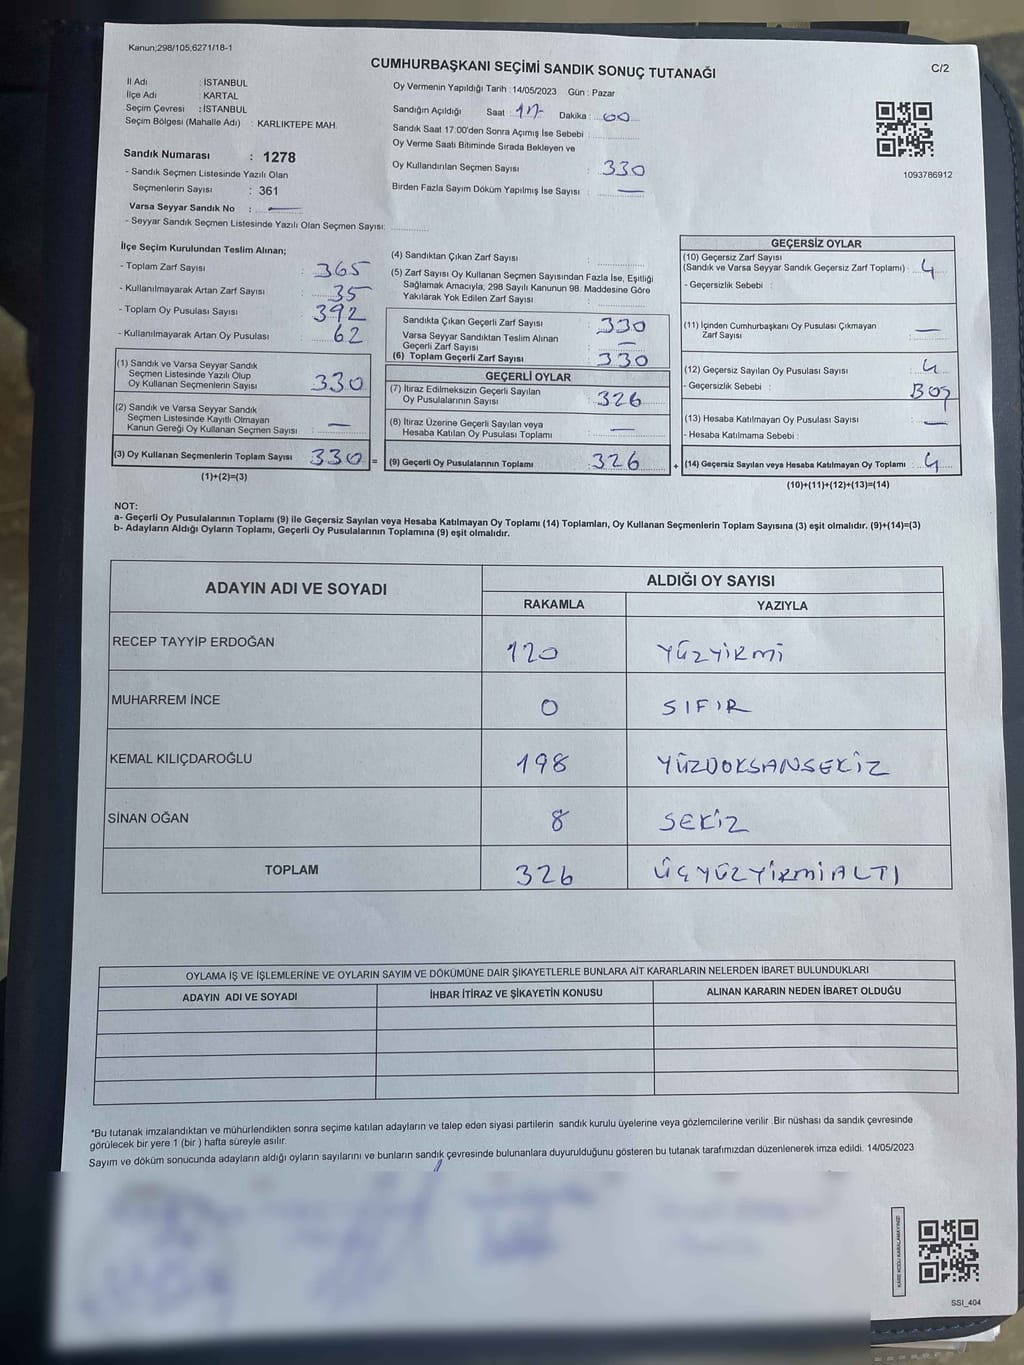 Kanun,298/105,6271/18-1
CUMHURBAŞKANI SEÇİMİ SANDIK SONUÇ TUTANAĞI
C/2
İl Adı : İSTANBUL
İlçe Adı : KARTAL
Seçim Çevresi : İSTANBUL
Seçim Bölgesi (Mahalle Adı) : KARLIKTEPE MAH.
Sandık Numarası : 1278
- Sandık Seçmen Listesinde Yazılı Olan
Seçmenlerin Sayısı : 361
Varsa Seyyar Sandık No : —
- Seyyar Sandık Seçmen Listesinde Yazılı Olan Seçmen Sayısı:
Oy Vermenin Yapıldığı Tarih : 14/05/2023 Gün : Pazar
Sandığın Açıldığı Saat : 17 Dakika : 00
Sandık Saat 17:00'den Sonra Açımış İse Sebebi :
Oy Verme Saati Bitiminde Sırada Bekleyen ve
Oy Kullandırılan Seçmen Sayısı : 330
Birden Fazla Sayım Döküm Yapılmış İse Sayısı : —
1093786912
İlçe Seçim Kurulundan Teslim Alınan;
- Toplam Zarf Sayısı : 365
- Kullanılmayarak Artan Zarf Sayısı : 35
- Toplam Oy Pusulası Sayısı : 392
- Kullanılmayarak Artan Oy Pusulası : 62
(1) Sandık ve Varsa Seyyar Sandık
Seçmen Listesinde Yazılı Olup
Oy Kullanan Seçmenlerin Sayısı : 330
(2) Sandık ve Varsa Seyyar Sandık
Seçmen Listesinde Kayıtlı Olmayan
Kanun Gereği Oy Kullanan Seçmen Sayısı : —
(3) Oy Kullanan Seçmenlerin Toplam Sayısı 330 =
(1)+(2)=(3)
(4) Sandıktan Çıkan Zarf Sayısı :
(5) Zarf Sayısı Oy Kullanan Seçmen Sayısından Fazla İse, Eşitliği
Sağlamak Amacıyla; 298 Sayılı Kanunun 98. Maddesine Göre
Yakılarak Yok Edilen Zarf Sayısı :
Sandıkta Çıkan Geçerli Zarf Sayısı : 330
Varsa Seyyar Sandıktan Teslim Alınan
Geçerli Zarf Sayısı : —
(6) Toplam Geçerli Zarf Sayısı : 330
GEÇERLİ OYLAR
(7) İtiraz Edilmeksizin Geçerli Sayılan
Oy Pusulalarının Sayısı : 326
(8) İtiraz Üzerine Geçerli Sayılan veya
Hesaba Katılan Oy Pusulası Toplamı : —
(9) Geçerli Oy Pusulalarının Toplamı : 326 +
GEÇERSİZ OYLAR
(10) Geçersiz Zarf Sayısı
(Sandık ve Varsa Seyyar Sandık Geçersiz Zarf Toplamı) : 4
- Geçersizlik Sebebi :
(11) İçinden Cumhurbaşkanı Oy Pusulası Çıkmayan
Zarf Sayısı : —
(12) Geçersiz Sayılan Oy Pusulası Sayısı : 4
- Geçersizlik Sebebi : BOŞ
(13) Hesaba Katılmayan Oy Pusulası Sayısı : —
- Hesaba Katılmama Sebebi :
(14) Geçersiz Sayılan veya Hesaba Katılmayan Oy Toplamı : 4
(10)+(11)+(12)+(13)=(14)
NOT:
a- Geçerli Oy Pusulalarının Toplamı (9) ile Geçersiz Sayılan veya Hesaba Katılmayan Oy Toplamı (14) Toplamları, Oy Kullanan Seçmenlerin Toplam Sayısına (3) eşit olmalıdır. (9)+(14)=(3)
b- Adayların Aldığı Oyların Toplamı, Geçerli Oy Pusulalarının Toplamına (9) eşit olmalıdır.
ADAYIN ADI VE SOYADI
ALDIĞI OY SAYISI
RAKAMLA YAZIYLA
RECEP TAYYİP ERDOĞAN 120 YÜZYİRMİ
MUHARREM İNCE 0 SIFIR
KEMAL KILIÇDAROĞLU 198 YÜZDOKSANSEKİZ
SİNAN OĞAN 8 SEKİZ
TOPLAM 326 ÜÇYÜZYİRMİALTI
OYLAMA İŞ VE İŞLEMLERİNE VE OYLARIN SAYIM VE DÖKÜMÜNE DAİR ŞİKAYETLERLE BUNLARA AİT KARARLARIN NELERDEN İBARET BULUNDUKLARI
ADAYIN ADI VE SOYADI İHBAR İTİRAZ VE ŞİKAYETİN KONUSU ALINAN KARARIN NEDEN İBARET OLDUĞU
*Bu tutanak imzalandıktan ve mühürlendikten sonra seçime katılan adayların ve talep eden siyasi partilerin sandık kurulu üyelerine veya gözlemcilerine verilir .Bir nüshası da sandık çevresinde
görülecek bir yere 1 (bir ) hafta süreyle asılır.
Sayım ve döküm sonucunda adayların aldığı oyların sayılarını ve bunların sandık çevresinde bulunanlara duyurulduğunu gösteren bu tutanak tarafımızdan düzenlenerek imza edildi. 14/05/2023
KARE KODU KARALAMAYINIZ!
SSI_404